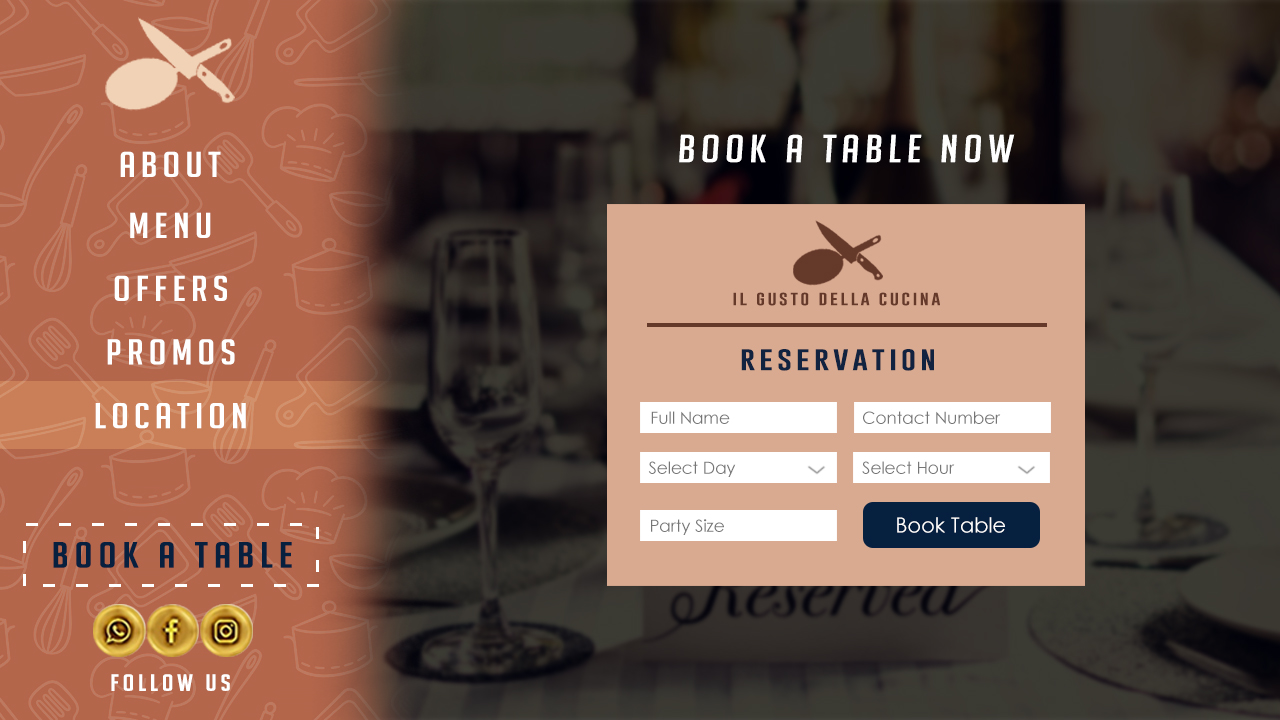 ABOUT
MENU
OFFERS
PROMOS
LOCATION
BOOK A TABLE
FOLLOW US
BOOK A TABLE NOW
IL GUSTO DELLA CUCINA
RESERVATION
Full Name
Contact Number
Select Day
Select Hour
Party Size
Book Table
Reserved